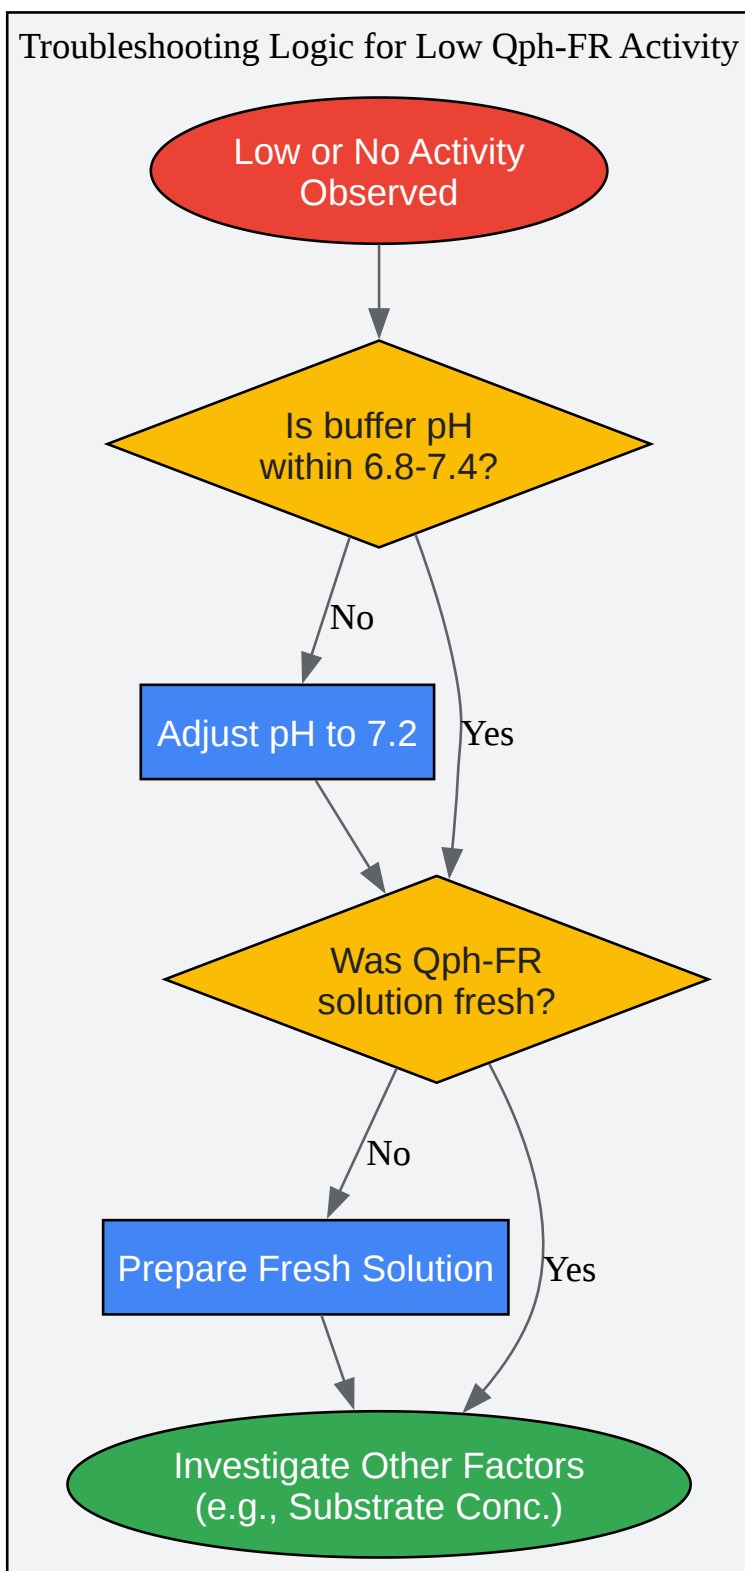 Troubleshooting Logic for Low Qph-FR Activity
Low or No Activity
Observed
Is buffer pH
within 6.8-7.4?
No
Adjust pH to 7.2
Yes
Was Qph-FR
solution fresh?
No
Prepare Fresh Solution
Yes
Investigate Other Factors
(e.g., Substrate Conc.)